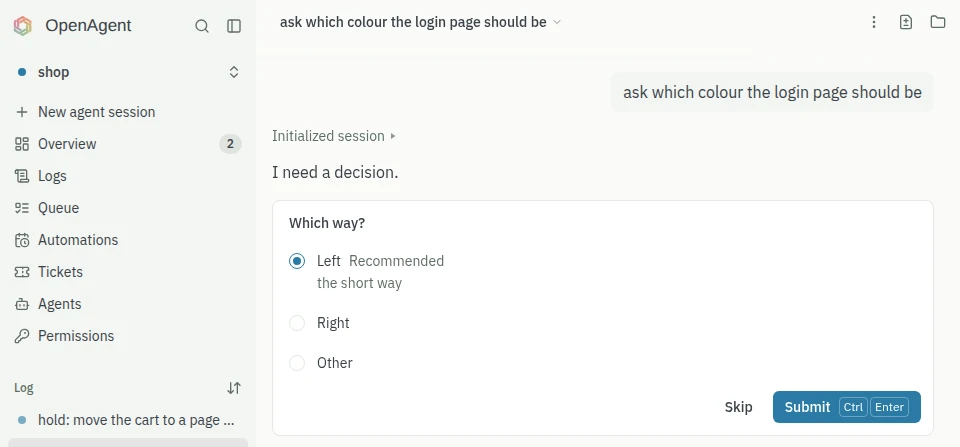 OpenAgent
shop
New agent session
Overview 2
Logs
Queue
Automations
Tickets
Agents
Permissions
Log
hold: move the cart to a page ...
ask which colour the login page should be
ask which colour the login page should be
Initialized session
I need a decision.
Which way?
Left Recommended
the short way
Right
Other
Skip
Submit Ctrl Enter